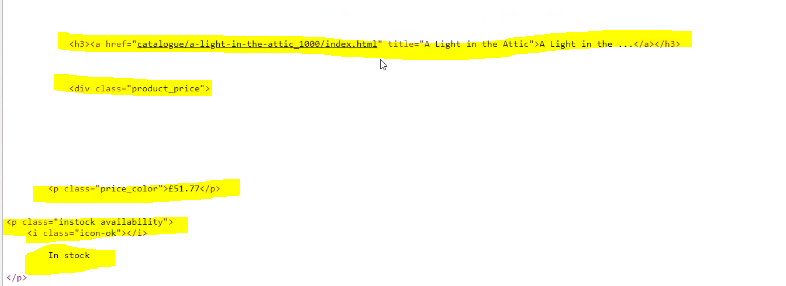 <h3><a href="catalogue/a-light-in-the-attic_1000/index.html" title="A Light in the Attic">A Light in the ...</a></h3>
<div class="product_price">
<p class="price_color">£51.77</p>
<p class="instock availability">
<i class="icon-ok"></i>
In stock
</p>